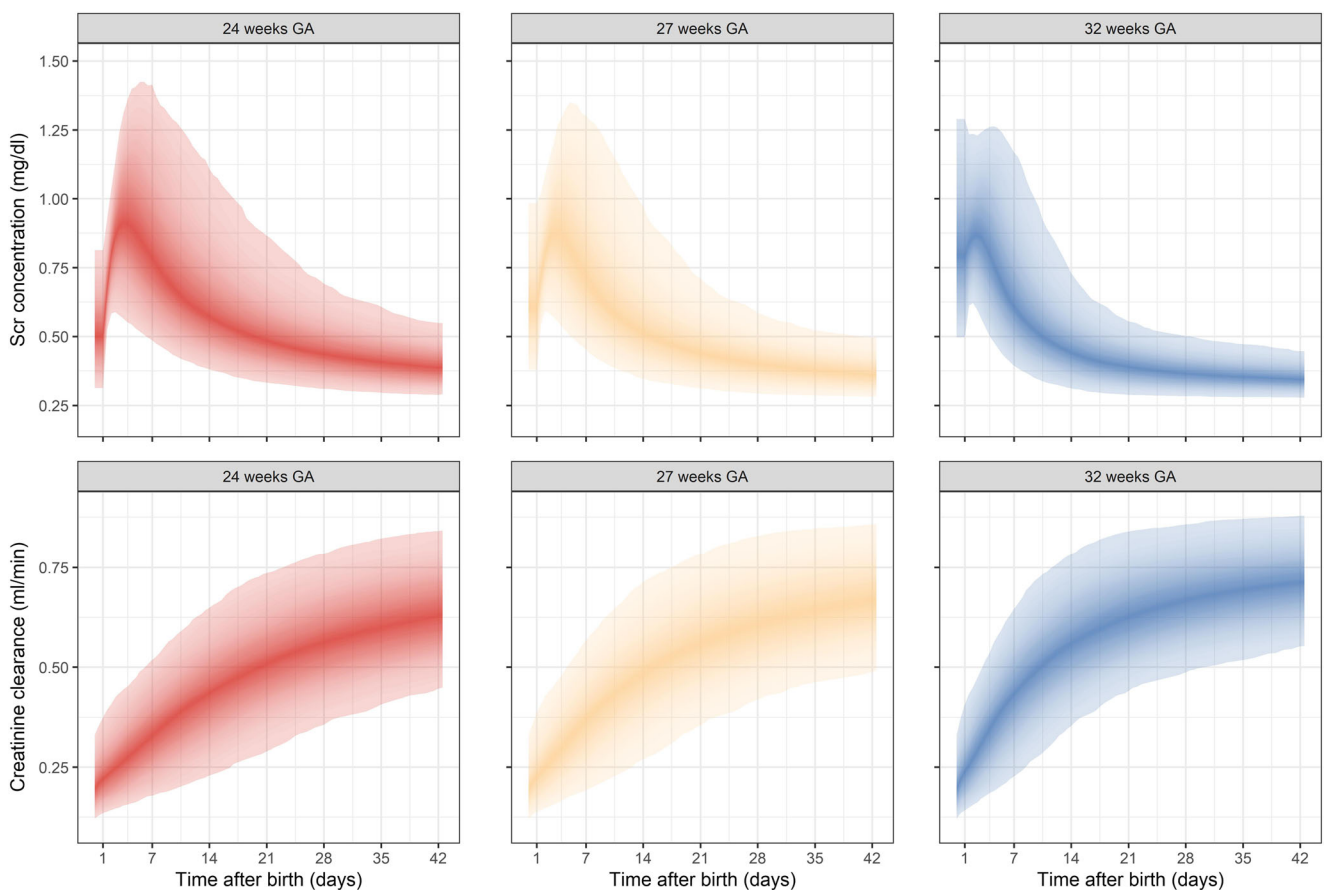 24 weeks GA 27 weeks GA 32 weeks GA
Scr concentration (mg/dl)
1.50
1.25
1.00
0.75
0.50
0.25
24 weeks GA 27 weeks GA 32 weeks GA
Creatinine clearance (ml/min)
0.75
0.50
0.25
1 7 14 21 28 35 42 1 7 14 21 28 35 42 1 7 14 21 28 35 42
Time after birth (days) Time after birth (days) Time after birth (days)